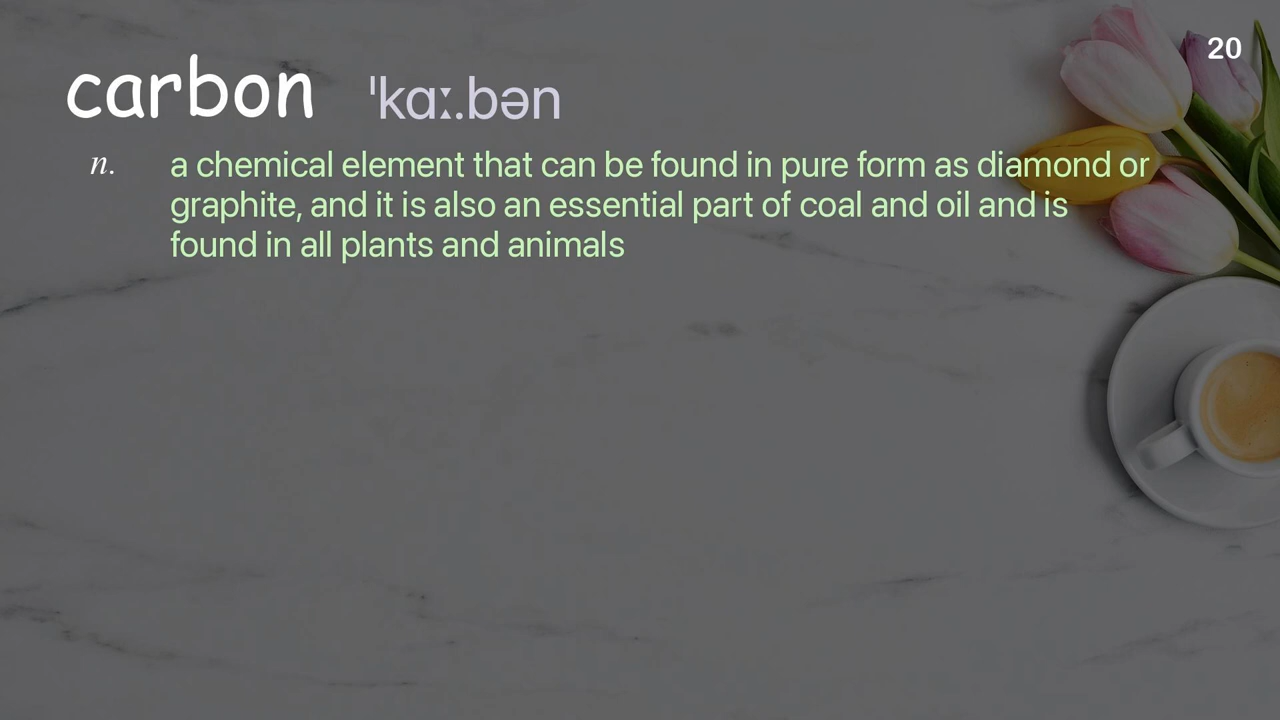 20
carbon ˈkɑː.bən
n. a chemical element that can be found in pure form as diamond or
graphite, and it is also an essential part of coal and oil and is
found in all plants and animals